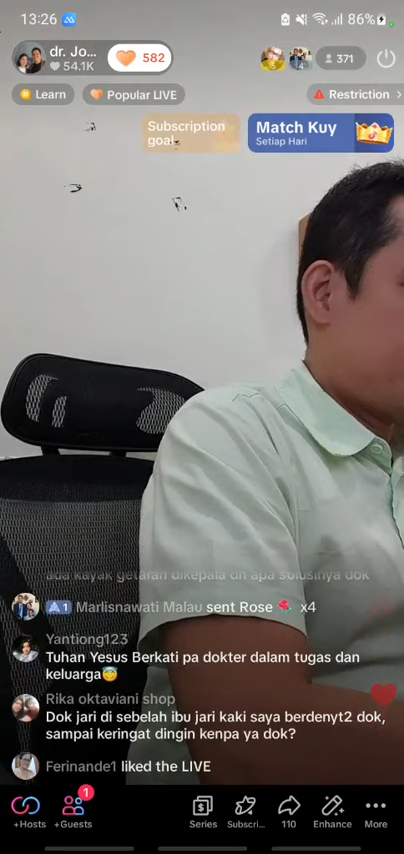 13:26
86%
dr. Jo...
54.1K
582
371
Learn
Popular LIVE
Restriction
Subscription
goal
Match Kuy
Setiap Hari
ada kayak getaran dikepala dn apa solusinya dok
1 Marlisnawati Malau sent Rose x4
Yantiong123
Tuhan Yesus Berkati pa dokter dalam tugas dan
keluarga😇
Rika oktaviani shop
Dok jari di sebelah ibu jari kaki saya berdenyt2 dok,
sampai keringat dingin kenpa ya dok?
Ferinande1 liked the LIVE
1
+Hosts
+Guests
Series
Subscri...
110
Enhance
More